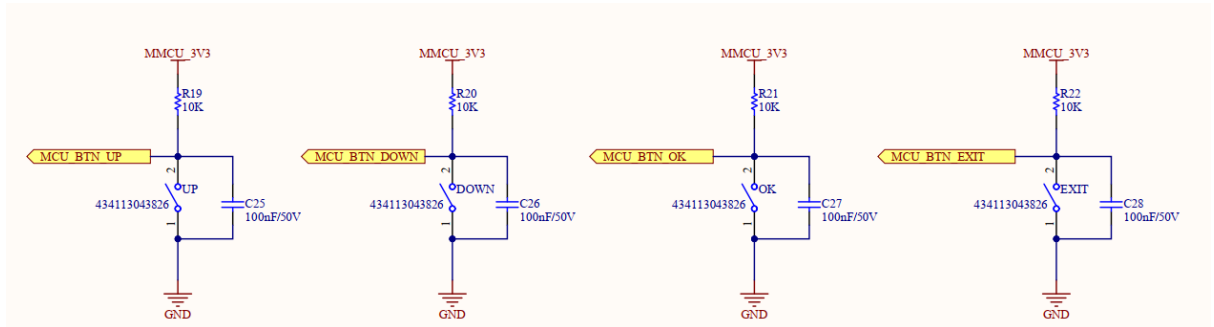 MMCU_3V3
R19
10K
MCU_BTN_UP
2
UP
434113043826
1
C25
100nF/50V
GND
MMCU_3V3
R20
10K
MCU_BTN_DOWN
2
DOWN
434113043826
1
C26
100nF/50V
GND
MMCU_3V3
R21
10K
MCU_BTN_OK
2
OK
434113043826
1
C27
100nF/50V
GND
MMCU_3V3
R22
10K
MCU_BTN_EXIT
2
EXIT
434113043826
1
C28
100nF/50V
GND